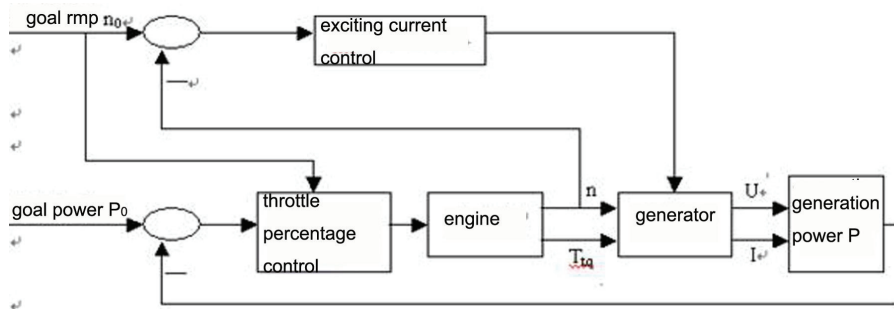 goal rmp n₀
exciting current
control
—
goal power P₀
throttle
percentage
control
engine
n
Ttq
generator
U
I
generation
power P
—